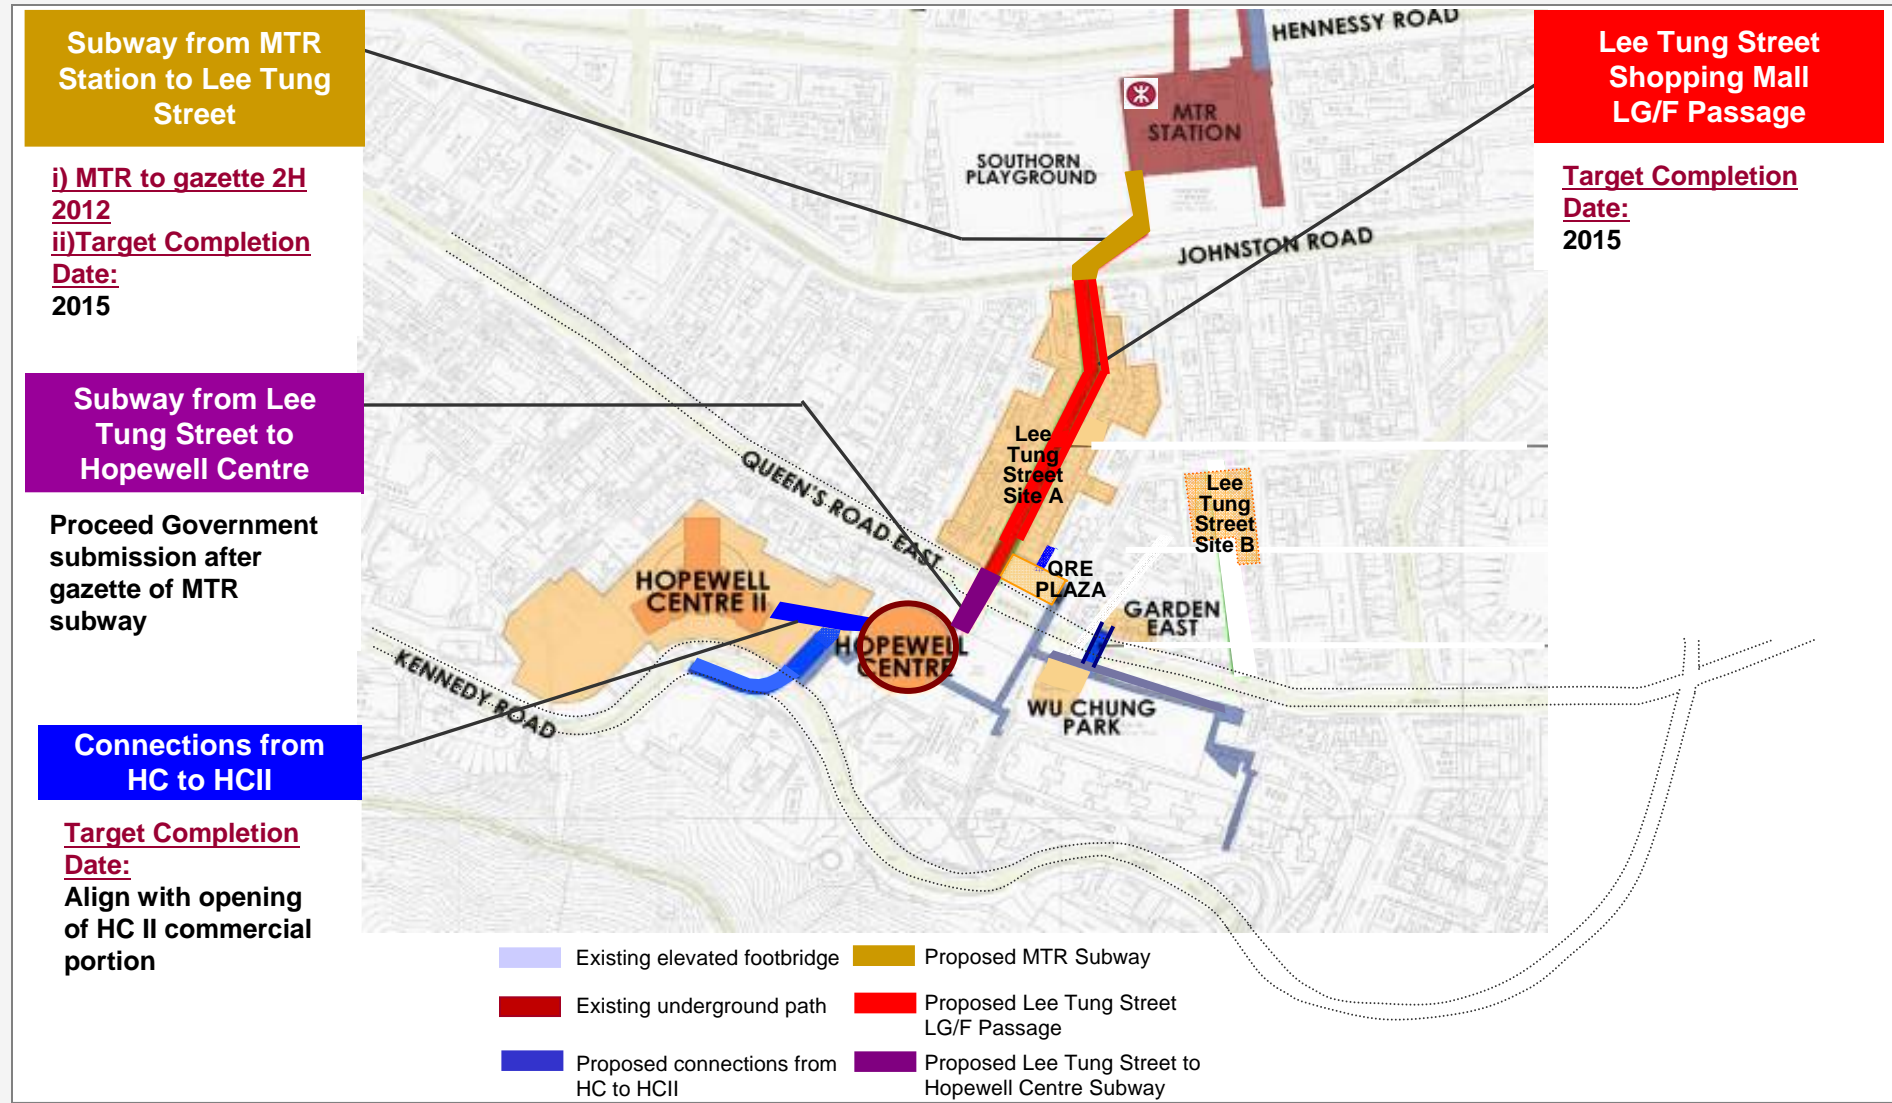 Subway from MTR
Station to Lee Tung
Street
i) MTR to gazette 2H
2012
ii)Target Completion
Date:
2015
Subway from Lee
Tung Street to
Hopewell Centre
Proceed Government
submission after
gazette of MTR
subway
Connections from
HC to HCII
Target Completion
Date:
Align with opening
of HC II commercial
portion
HENNESSY ROAD
MTR
STATION
SOUTHORN
PLAYGROUND
JOHNSTON ROAD
Lee
Tung
Street
Site A
QUEEN'S ROAD EAST
Lee
Tung
Street
Site B
QRE
PLAZA
HOPEWELL
CENTRE II
GARDEN
EAST
HOPEWELL
CENTRE
KENNEDY ROAD
WU CHUNG
PARK
Lee Tung Street
Shopping Mall
LG/F Passage
Target Completion
Date:
2015
Existing elevated footbridge
Existing underground path
Proposed connections from
HC to HCII
Proposed MTR Subway
Proposed Lee Tung Street
LG/F Passage
Proposed Lee Tung Street to
Hopewell Centre Subway